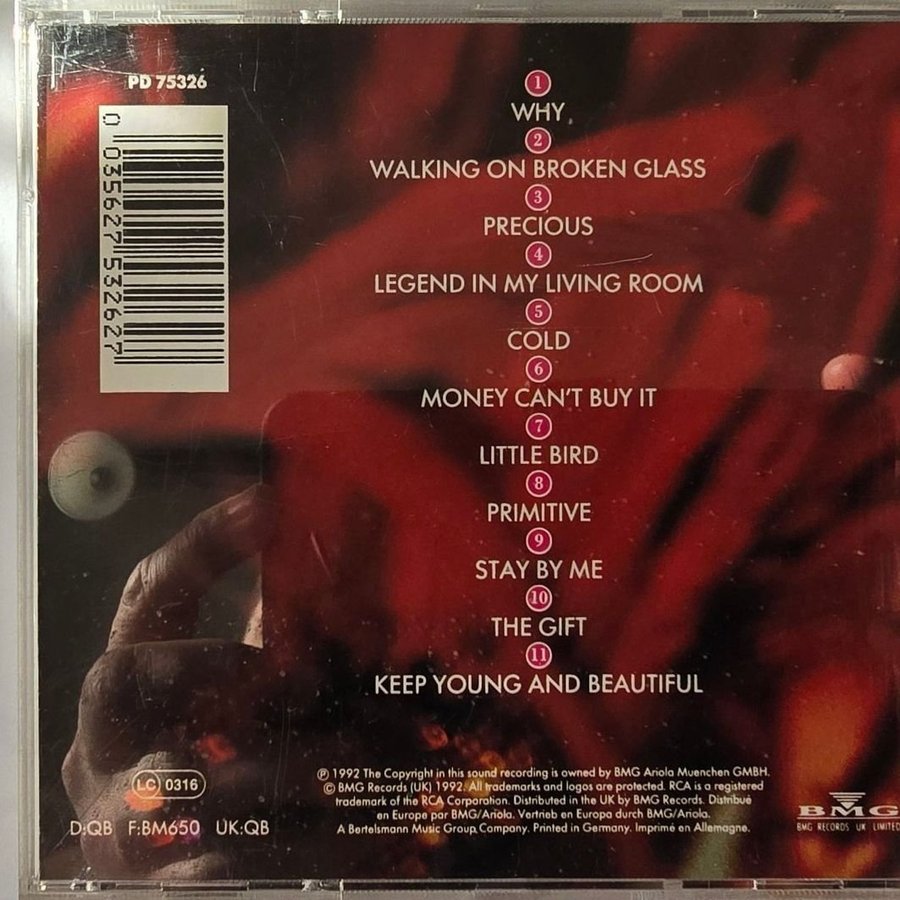 PD 75326
0 035627 532627
1
WHY
2
WALKING ON BROKEN GLASS
3
PRECIOUS
4
LEGEND IN MY LIVING ROOM
5
COLD
6
MONEY CAN'T BUY IT
7
LITTLE BIRD
8
PRIMITIVE
9
STAY BY ME
10
THE GIFT
11
KEEP YOUNG AND BEAUTIFUL
LC 0316
D:QB F:BM650 UK:QB
℗ 1992 The Copyright in this sound recording is owned by BMG Ariola Muenchen GMBH.
© BMG Records (UK) 1992. All trademarks and logos are protected. RCA is a registered
trademark of the RCA Corporation. Distributed in the UK by BMG Records. Distribué
en Europe par BMG/Ariola. Vertrieb en Europa durch BMG/Ariola.
A Bertelsmann Music Group Company. Printed in Germany. Imprimé en Allemagne.
BMG
BMG RECORDS UK LIMITED